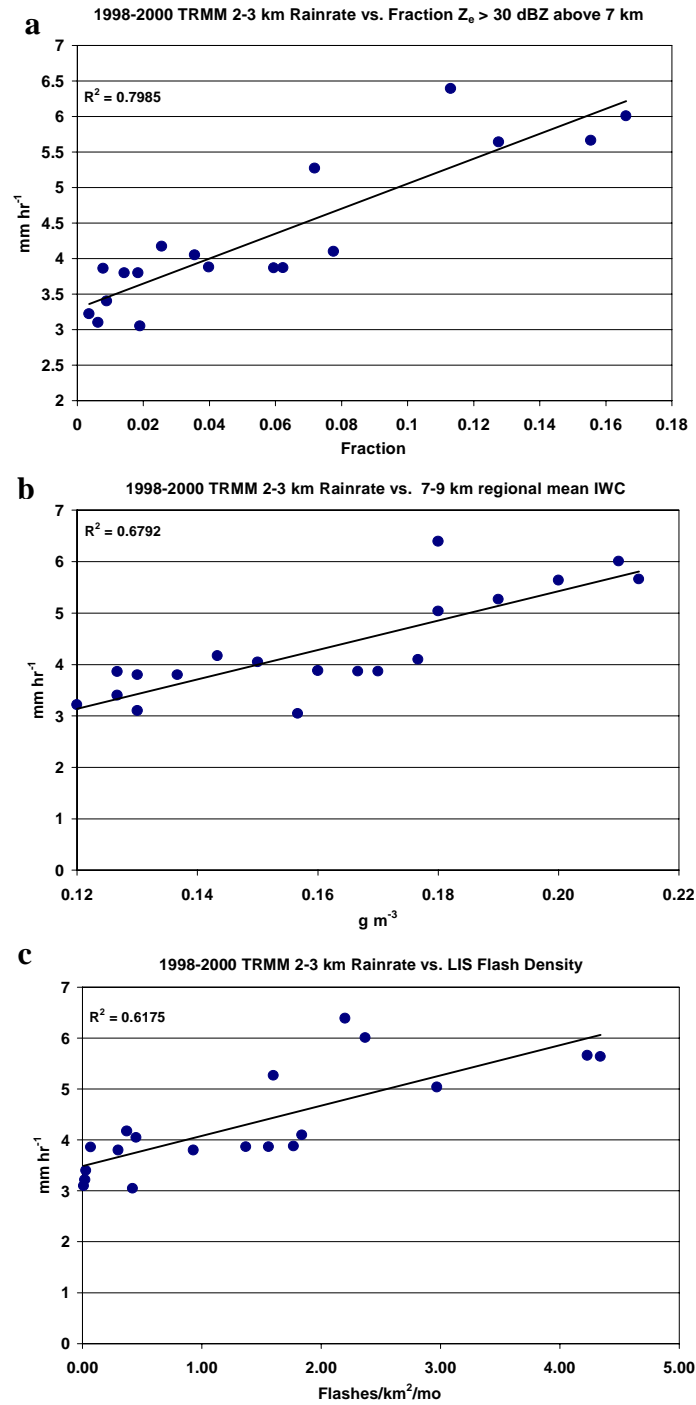 a
1998-2000 TRMM 2-3 km Rainrate vs. Fraction Zₑ > 30 dBZ above 7 km
R² = 0.7985
mm hr⁻¹
7
6.5
6
5.5
5
4.5
4
3.5
3
2.5
2
0 0.02 0.04 0.06 0.08 0.1 0.12 0.14 0.16 0.18
Fraction
b
1998-2000 TRMM 2-3 km Rainrate vs. 7-9 km regional mean IWC
R² = 0.6792
mm hr⁻¹
7
6
5
4
3
2
1
0
0.12 0.14 0.16 0.18 0.20 0.22
g m⁻³
c
1998-2000 TRMM 2-3 km Rainrate vs. LIS Flash Density
R² = 0.6175
mm hr⁻¹
7
6
5
4
3
2
1
0
0.00 1.00 2.00 3.00 4.00 5.00
Flashes/km²/mo